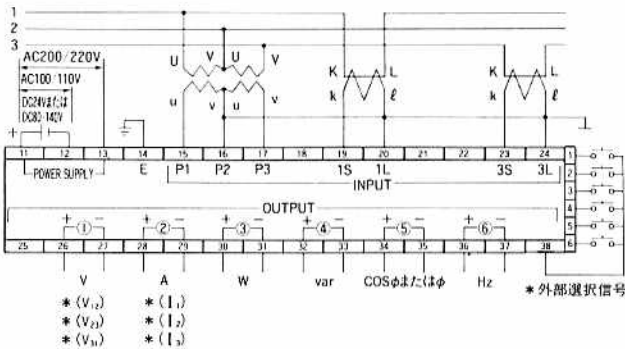 1
2
3
AC200/220V
AC100/110V
DC24Vまたは
DC80-140V
+ -
U V U V
u v u v
K L
k ℓ
K L
k ℓ
11 12 13 14 15 16 17 18 19 20 21 22 23 24
POWER SUPPLY E P1 P2 P3 1S 1L 3S 3L
INPUT
1
2
3
4
5
6
OUTPUT
+ ① - + ② - + ③ - + ④ - + ⑤ - + ⑥ -
25 26 27 28 29 30 31 32 33 34 35 36 37 38
V A W var COSφまたはφ Hz
*外部選択信号
*(V₁₂) *(I₁)
*(V₂₃) *(I₂)
*(V₃₁) *(I₃)